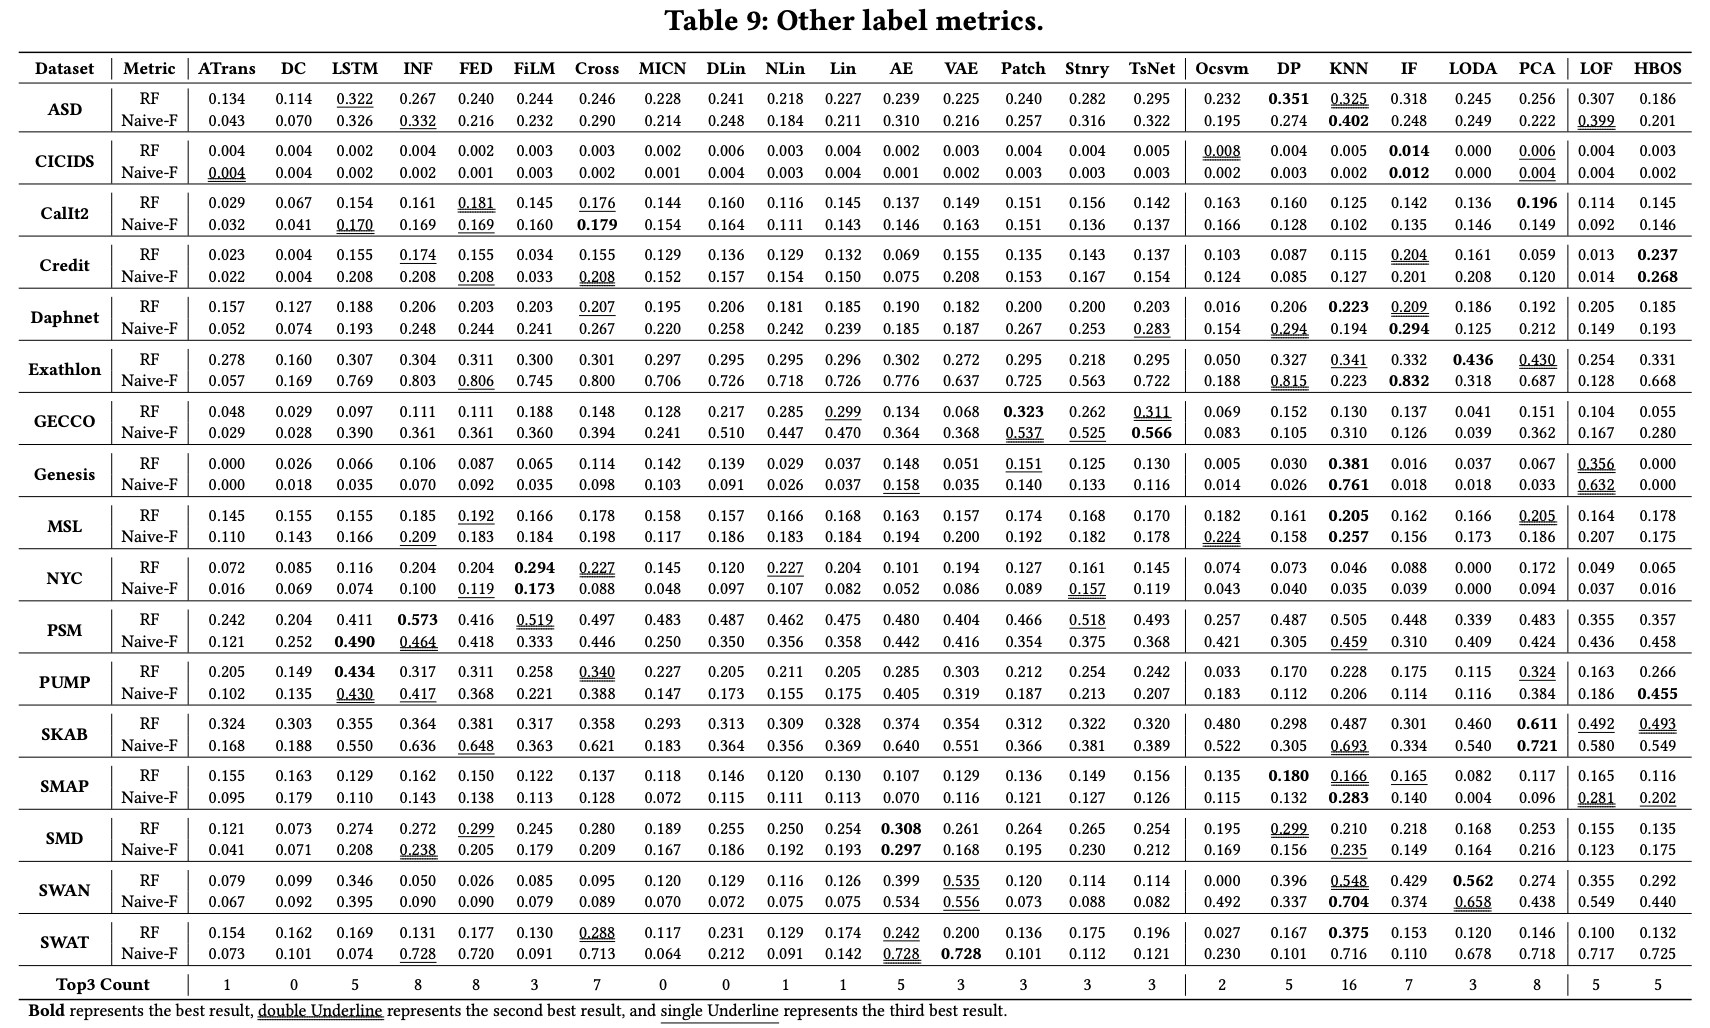 Table 9: Other label metrics.
Dataset Metric ATrans DC LSTM INF FED FiLM Cross MICN DLin NLin Lin AE VAE Patch Stnry TsNet Ocsvm DP KNN IF LODA PCA LOF HBOS
ASD RF 0.134 0.114 0.322 0.267 0.240 0.244 0.246 0.228 0.241 0.218 0.227 0.239 0.225 0.240 0.282 0.295 0.232 0.351 0.325 0.318 0.245 0.256 0.307 0.186
Naive-F 0.043 0.070 0.326 0.332 0.216 0.232 0.290 0.214 0.248 0.184 0.211 0.310 0.216 0.257 0.316 0.322 0.195 0.274 0.402 0.248 0.249 0.222 0.399 0.201
CICIDS RF 0.004 0.004 0.002 0.004 0.002 0.003 0.003 0.002 0.006 0.003 0.004 0.002 0.003 0.004 0.004 0.005 0.008 0.004 0.005 0.014 0.000 0.006 0.004 0.003
Naive-F 0.004 0.004 0.002 0.002 0.001 0.003 0.002 0.001 0.004 0.003 0.004 0.001 0.002 0.003 0.003 0.003 0.002 0.003 0.002 0.012 0.000 0.004 0.004 0.002
CalIt2 RF 0.029 0.067 0.154 0.161 0.181 0.145 0.176 0.144 0.160 0.116 0.145 0.137 0.149 0.151 0.156 0.142 0.163 0.160 0.125 0.142 0.136 0.196 0.114 0.145
Naive-F 0.032 0.041 0.170 0.169 0.169 0.160 0.179 0.154 0.164 0.111 0.143 0.146 0.163 0.151 0.136 0.137 0.166 0.128 0.102 0.135 0.146 0.149 0.092 0.146
Credit RF 0.023 0.004 0.155 0.174 0.155 0.034 0.155 0.129 0.136 0.129 0.132 0.069 0.155 0.135 0.143 0.137 0.103 0.087 0.115 0.204 0.161 0.059 0.013 0.237
Naive-F 0.022 0.004 0.208 0.208 0.208 0.033 0.208 0.152 0.157 0.154 0.150 0.075 0.208 0.153 0.167 0.154 0.124 0.085 0.127 0.201 0.208 0.120 0.014 0.268
Daphnet RF 0.157 0.127 0.188 0.206 0.203 0.203 0.207 0.195 0.206 0.181 0.185 0.190 0.182 0.200 0.200 0.203 0.016 0.206 0.223 0.209 0.186 0.192 0.205 0.185
Naive-F 0.052 0.074 0.193 0.248 0.244 0.241 0.267 0.220 0.258 0.242 0.239 0.185 0.187 0.267 0.253 0.283 0.154 0.294 0.194 0.294 0.125 0.212 0.149 0.193
Exathlon RF 0.278 0.160 0.307 0.304 0.311 0.300 0.301 0.297 0.295 0.295 0.296 0.302 0.272 0.295 0.218 0.295 0.050 0.327 0.341 0.332 0.436 0.430 0.254 0.331
Naive-F 0.057 0.169 0.769 0.803 0.806 0.745 0.800 0.706 0.726 0.718 0.726 0.776 0.637 0.725 0.563 0.722 0.188 0.815 0.223 0.832 0.318 0.687 0.128 0.668
GECCO RF 0.048 0.029 0.097 0.111 0.111 0.188 0.148 0.128 0.217 0.285 0.299 0.134 0.068 0.323 0.262 0.311 0.069 0.152 0.130 0.137 0.041 0.151 0.104 0.055
Naive-F 0.029 0.028 0.390 0.361 0.361 0.360 0.394 0.241 0.510 0.447 0.470 0.364 0.368 0.537 0.525 0.566 0.083 0.105 0.310 0.126 0.039 0.362 0.167 0.280
Genesis RF 0.000 0.026 0.066 0.106 0.087 0.065 0.114 0.142 0.139 0.029 0.037 0.148 0.051 0.151 0.125 0.130 0.005 0.030 0.381 0.016 0.037 0.067 0.356 0.000
Naive-F 0.000 0.018 0.035 0.070 0.092 0.035 0.098 0.103 0.091 0.026 0.037 0.158 0.035 0.140 0.133 0.116 0.014 0.026 0.761 0.018 0.018 0.033 0.632 0.000
MSL RF 0.145 0.155 0.155 0.185 0.192 0.166 0.178 0.158 0.157 0.166 0.168 0.163 0.157 0.174 0.168 0.170 0.182 0.161 0.205 0.162 0.166 0.205 0.164 0.178
Naive-F 0.110 0.143 0.166 0.209 0.183 0.184 0.198 0.117 0.186 0.183 0.184 0.194 0.200 0.192 0.182 0.178 0.224 0.158 0.257 0.156 0.173 0.186 0.207 0.175
NYC RF 0.072 0.085 0.116 0.204 0.204 0.294 0.227 0.145 0.120 0.227 0.204 0.101 0.194 0.127 0.161 0.145 0.074 0.073 0.046 0.088 0.000 0.172 0.049 0.065
Naive-F 0.016 0.069 0.074 0.100 0.119 0.173 0.088 0.048 0.097 0.107 0.082 0.052 0.086 0.089 0.157 0.119 0.043 0.040 0.035 0.039 0.000 0.094 0.037 0.016
PSM RF 0.242 0.204 0.411 0.573 0.416 0.519 0.497 0.483 0.487 0.462 0.475 0.480 0.404 0.466 0.518 0.493 0.257 0.487 0.505 0.448 0.339 0.483 0.355 0.357
Naive-F 0.121 0.252 0.490 0.464 0.418 0.333 0.446 0.250 0.350 0.356 0.358 0.442 0.416 0.354 0.375 0.368 0.421 0.305 0.459 0.310 0.409 0.424 0.436 0.458
PUMP RF 0.205 0.149 0.434 0.317 0.311 0.258 0.340 0.227 0.205 0.211 0.205 0.285 0.303 0.212 0.254 0.242 0.033 0.170 0.228 0.175 0.115 0.324 0.163 0.266
Naive-F 0.102 0.135 0.430 0.417 0.368 0.221 0.388 0.147 0.173 0.155 0.175 0.405 0.319 0.187 0.213 0.207 0.183 0.112 0.206 0.114 0.116 0.384 0.186 0.455
SKAB RF 0.324 0.303 0.355 0.364 0.381 0.317 0.358 0.293 0.313 0.309 0.328 0.374 0.354 0.312 0.322 0.320 0.480 0.298 0.487 0.301 0.460 0.611 0.492 0.493
Naive-F 0.168 0.188 0.550 0.636 0.648 0.363 0.621 0.183 0.364 0.356 0.369 0.640 0.551 0.366 0.381 0.389 0.522 0.305 0.693 0.334 0.540 0.721 0.580 0.549
SMAP RF 0.155 0.163 0.129 0.162 0.150 0.122 0.137 0.118 0.146 0.120 0.130 0.107 0.129 0.136 0.149 0.156 0.135 0.180 0.166 0.165 0.082 0.117 0.165 0.116
Naive-F 0.095 0.179 0.110 0.143 0.138 0.113 0.128 0.072 0.115 0.111 0.113 0.070 0.116 0.121 0.127 0.126 0.115 0.132 0.283 0.140 0.004 0.096 0.281 0.202
SMD RF 0.121 0.073 0.274 0.272 0.299 0.245 0.280 0.189 0.255 0.250 0.254 0.308 0.261 0.264 0.265 0.254 0.195 0.299 0.210 0.218 0.168 0.253 0.155 0.135
Naive-F 0.041 0.071 0.208 0.238 0.205 0.179 0.209 0.167 0.186 0.192 0.193 0.297 0.168 0.195 0.230 0.212 0.169 0.156 0.235 0.149 0.164 0.216 0.123 0.175
SWAN RF 0.079 0.099 0.346 0.050 0.026 0.085 0.095 0.120 0.129 0.116 0.126 0.399 0.535 0.120 0.114 0.114 0.000 0.396 0.548 0.429 0.562 0.274 0.355 0.292
Naive-F 0.067 0.092 0.395 0.090 0.090 0.079 0.089 0.070 0.072 0.075 0.075 0.534 0.556 0.073 0.088 0.082 0.492 0.337 0.704 0.374 0.658 0.438 0.549 0.440
SWAT RF 0.154 0.162 0.169 0.131 0.177 0.130 0.288 0.117 0.231 0.129 0.174 0.242 0.200 0.136 0.175 0.196 0.027 0.167 0.375 0.153 0.120 0.146 0.100 0.132
Naive-F 0.073 0.101 0.074 0.728 0.720 0.091 0.713 0.064 0.212 0.091 0.142 0.728 0.728 0.101 0.112 0.121 0.230 0.101 0.716 0.110 0.678 0.718 0.717 0.725
Top3 Count 1 0 5 8 8 3 7 0 0 1 1 5 3 3 3 3 2 5 16 7 3 8 5 5
Bold represents the best result, double Underline represents the second best result, and single Underline represents the third best result.